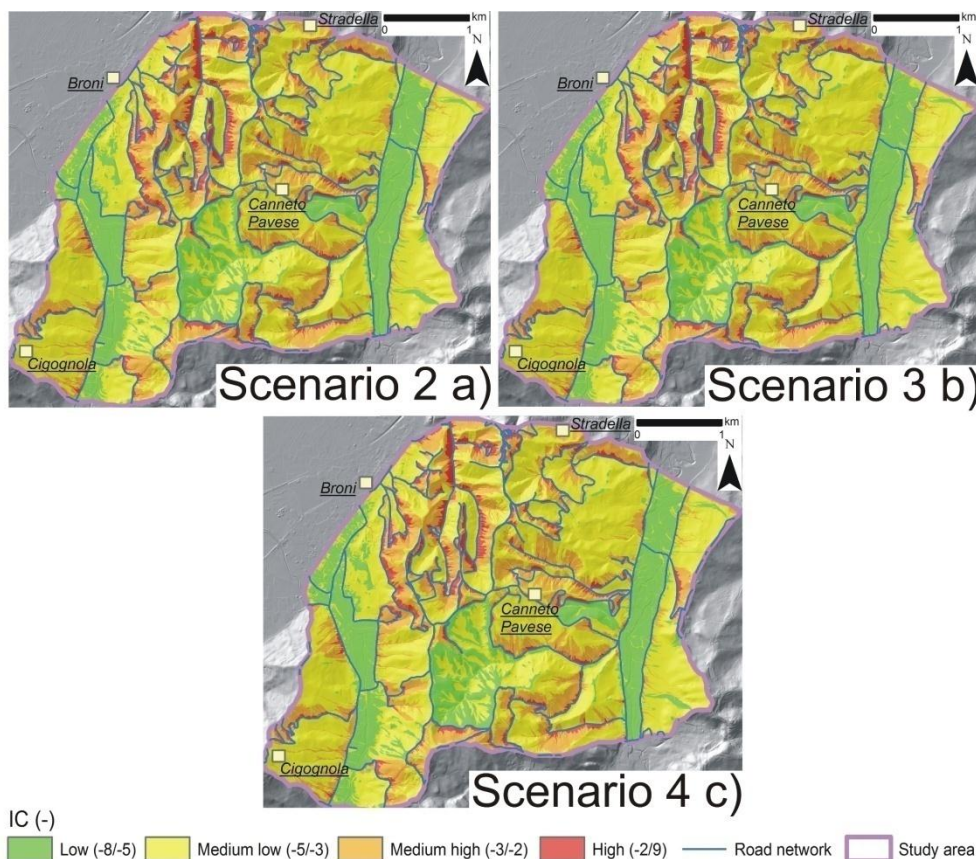 Stradella
km
0 1
N
Broni
Canneto
Pavese
Cigognola
Scenario 2 a)
Stradella
km
0 1
N
Broni
Canneto
Pavese
Cigognola
Scenario 3 b)
Stradella
km
0 1
N
Broni
Canneto
Pavese
Cigognola
Scenario 4 c)
IC (-)
Low (-8/-5) Medium low (-5/-3) Medium high (-3/-2) High (-2/9) Road network Study area